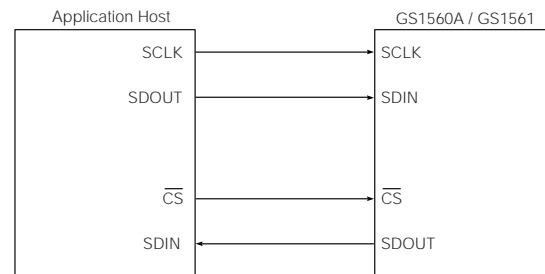 Application Host GS1560A / GS1561
SCLK SCLK
SDOUT SDIN
CS CS
SDIN SDOUT